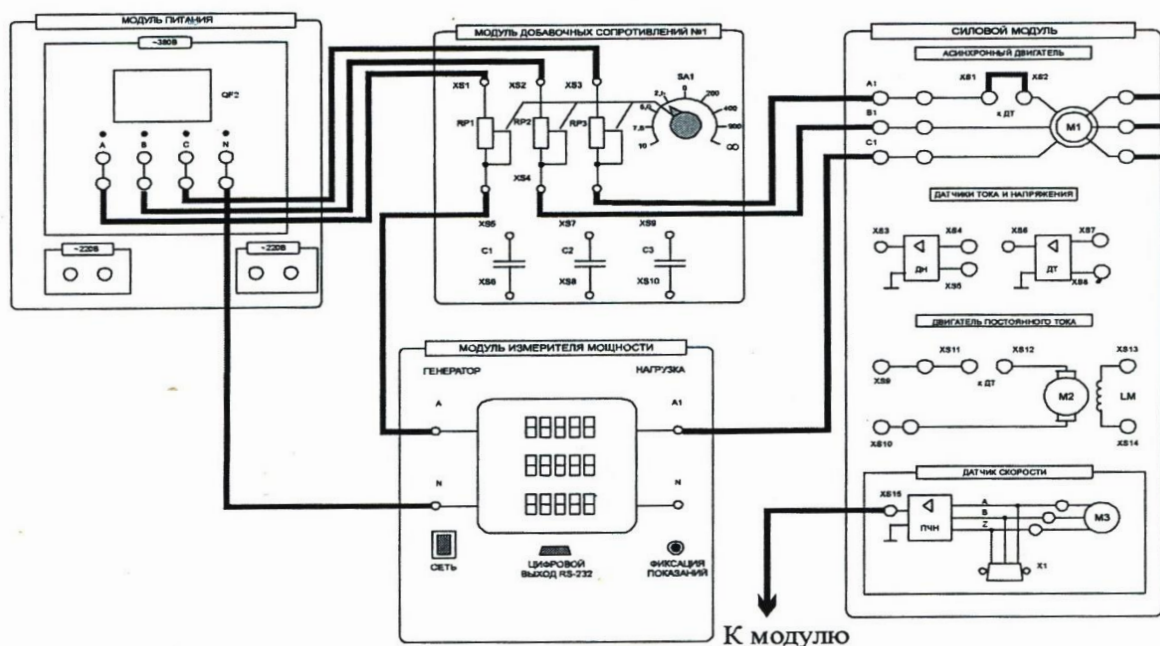 МОДУЛЬ ПИТАНИЯ
~380В
QF2
A B C N
~220В ~220В
МОДУЛЬ ДОБАВОЧНЫХ СОПРОТИВЛЕНИЙ №1
XS1 XS2 XS3
SA1
0 200 400 900 ∞
10
RP1 RP2 RP3
XS4
XS5 XS7 XS9
C1 C2 C3
XS6 XS8 XS10
МОДУЛЬ ИЗМЕРИТЕЛЯ МОЩНОСТИ
ГЕНЕРАТОР НАГРУЗКА
A A1
N N
СЕТЬ
ЦИФРОВОЙ
ВЫХОД RS-232
ФИКСАЦИЯ
ПОКАЗАНИЙ
СИЛОВОЙ МОДУЛЬ
АСИНХРОННЫЙ ДВИГАТЕЛЬ
A1 XS1 XS2
к ДТ
B1 M1
C1
ДАТЧИКИ ТОКА И НАПРЯЖЕНИЯ
XS3 XS4 XS6 XS7
ДН ДТ
XS5
ДВИГАТЕЛЬ ПОСТОЯННОГО ТОКА
XS11 XS12 XS13
XS9 к ДТ
M2 LM
XS10 XS14
ДАТЧИК СКОРОСТИ
XS15 A
B M3
Z
ПЧН
X1
К модулю